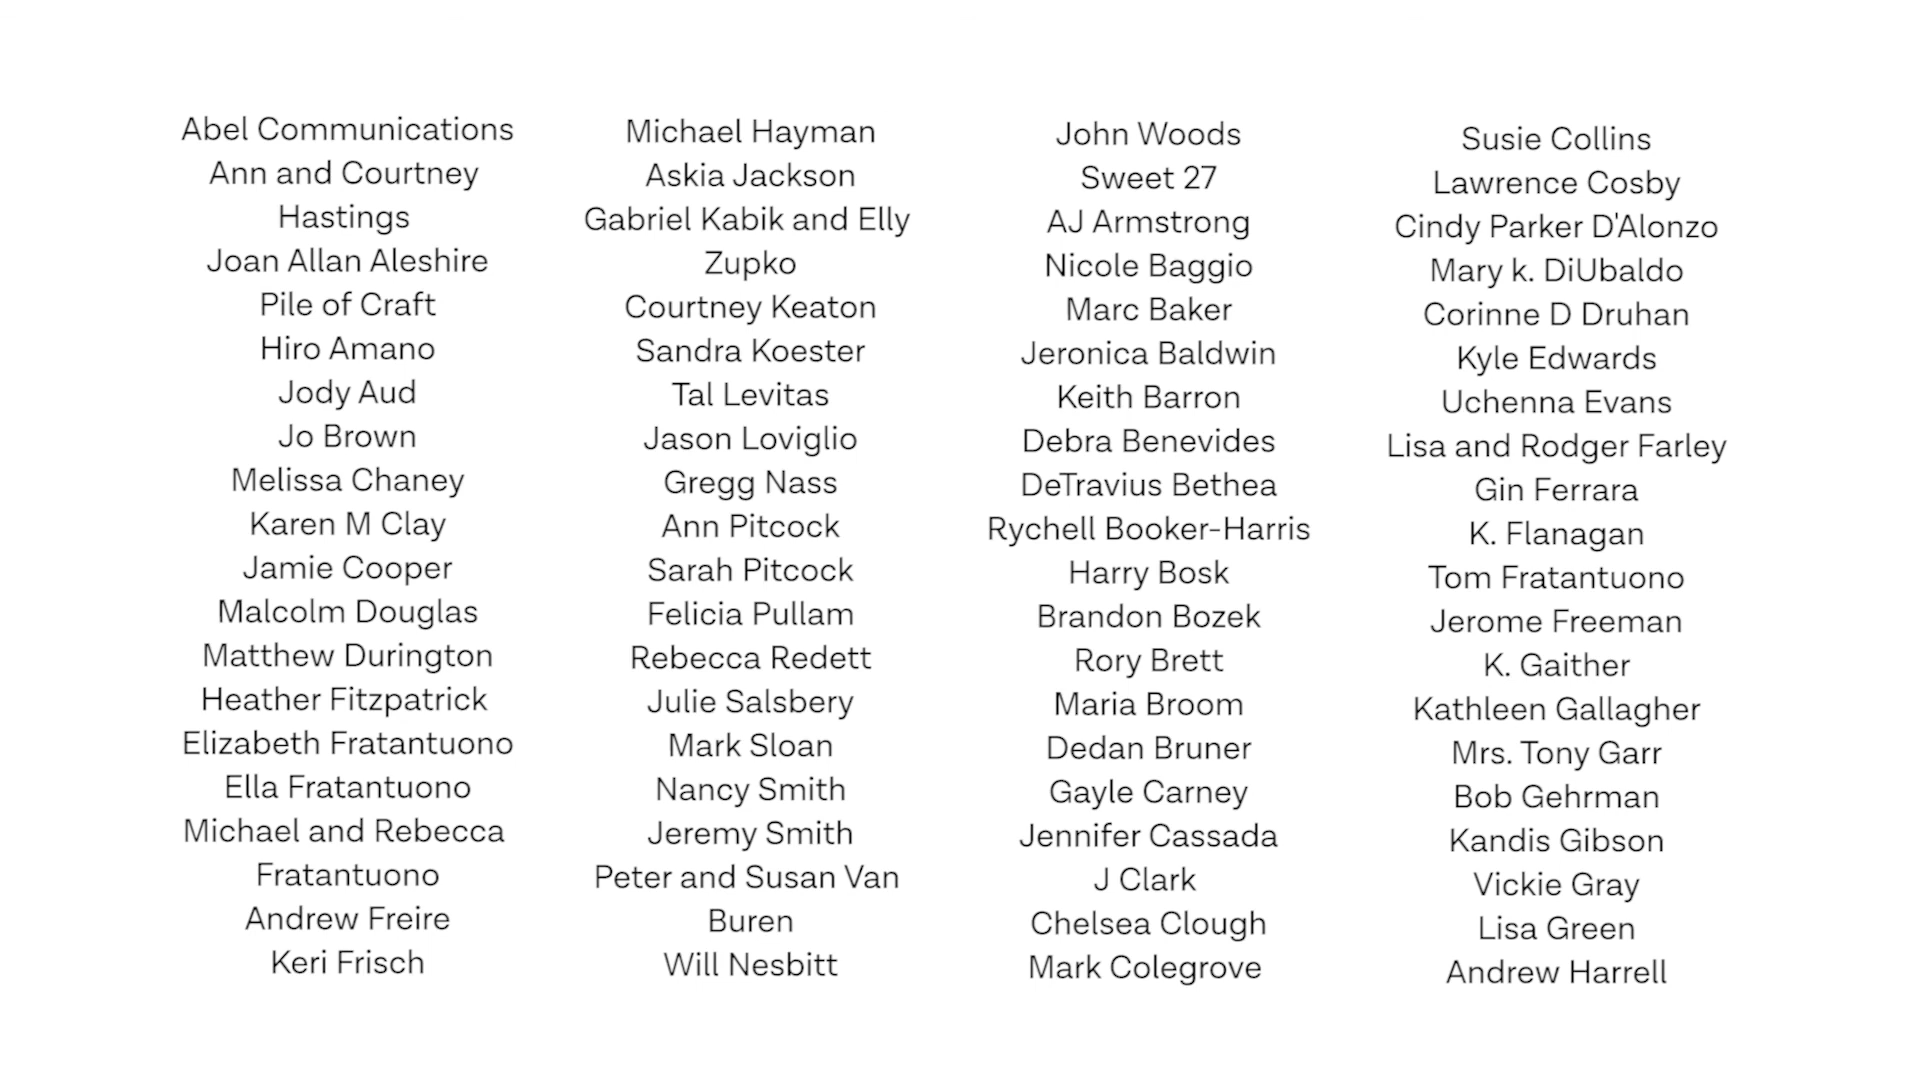 Abel Communications
Ann and Courtney
Hastings
Joan Allan Aleshire
Pile of Craft
Hiro Amano
Jody Aud
Jo Brown
Melissa Chaney
Karen M Clay
Jamie Cooper
Malcolm Douglas
Matthew Durington
Heather Fitzpatrick
Elizabeth Fratantuono
Ella Fratantuono
Michael and Rebecca
Fratantuono
Andrew Freire
Keri Frisch
Michael Hayman
Askia Jackson
Gabriel Kabik and Elly
Zupko
Courtney Keaton
Sandra Koester
Tal Levitas
Jason Loviglio
Gregg Nass
Ann Pitcock
Sarah Pitcock
Felicia Pullam
Rebecca Redett
Julie Salsbery
Mark Sloan
Nancy Smith
Jeremy Smith
Peter and Susan Van
Buren
Will Nesbitt
John Woods
Sweet 27
AJ Armstrong
Nicole Baggio
Marc Baker
Jeronica Baldwin
Keith Barron
Debra Benevides
DeTravius Bethea
Rychell Booker-Harris
Harry Bosk
Brandon Bozek
Rory Brett
Maria Broom
Dedan Bruner
Gayle Carney
Jennifer Cassada
J Clark
Chelsea Clough
Mark Colegrove
Susie Collins
Lawrence Cosby
Cindy Parker D'Alonzo
Mary k. DiUbaldo
Corinne D Druhan
Kyle Edwards
Uchenna Evans
Lisa and Rodger Farley
Gin Ferrara
K. Flanagan
Tom Fratantuono
Jerome Freeman
K. Gaither
Kathleen Gallagher
Mrs. Tony Garr
Bob Gehrman
Kandis Gibson
Vickie Gray
Lisa Green
Andrew Harrell